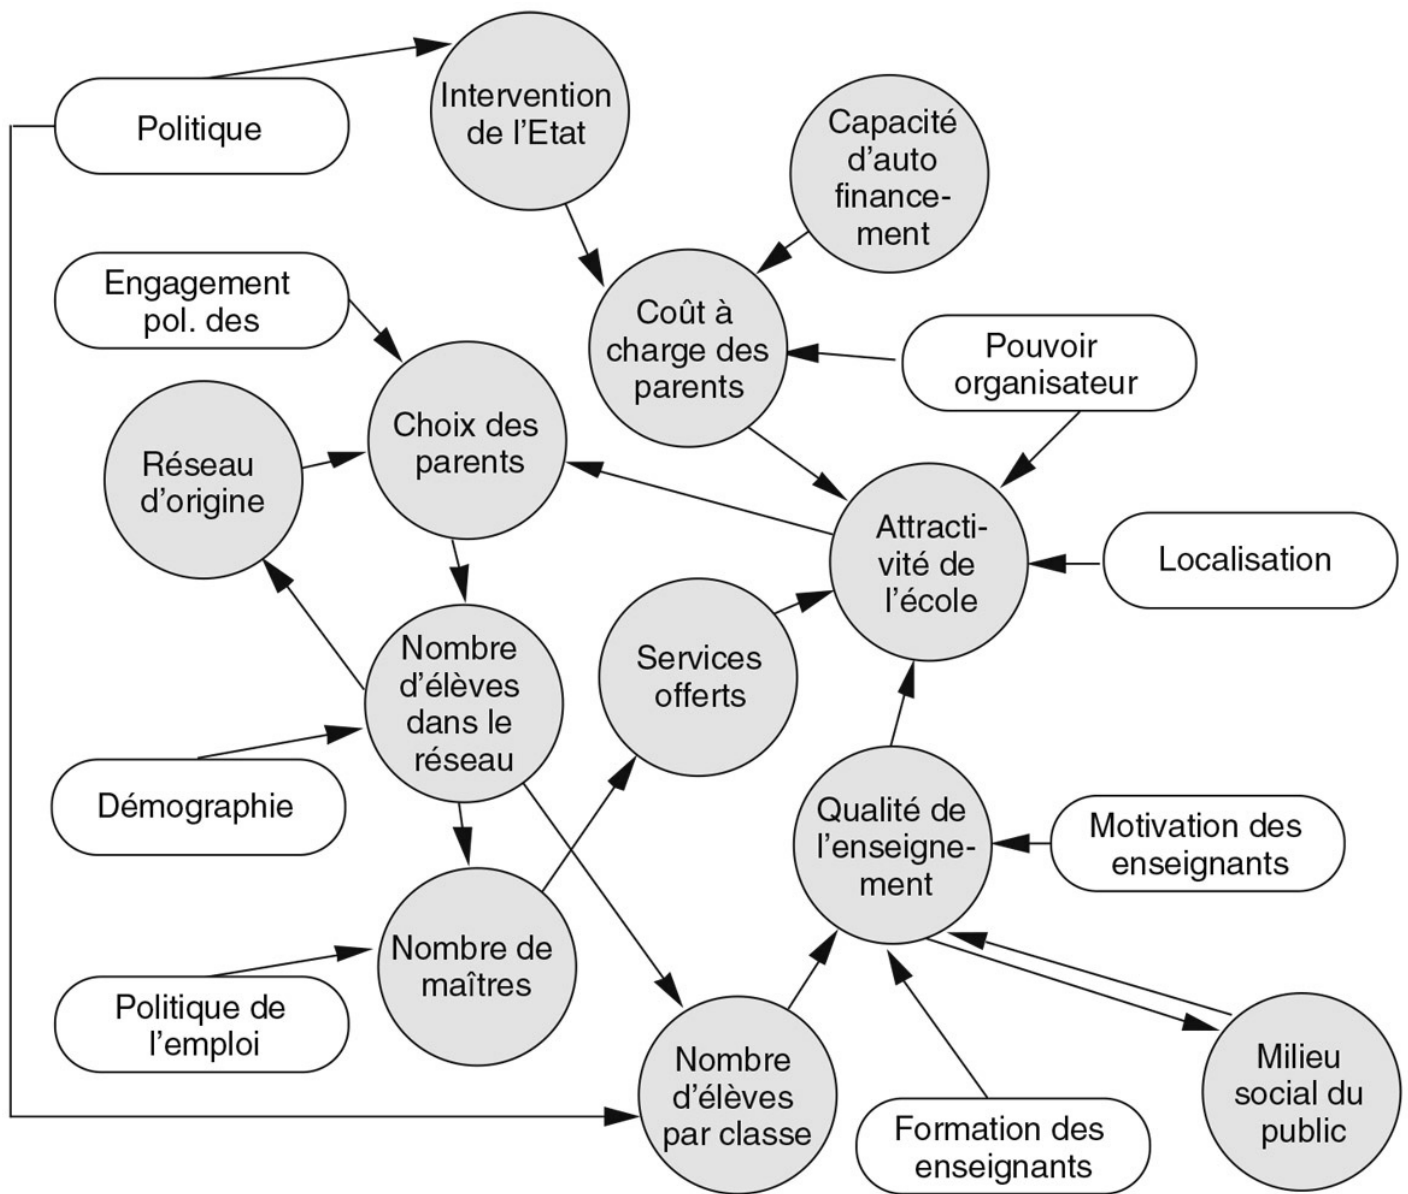 Politique
Intervention
de l’Etat
Capacité
d’auto
finance-
ment
Engagement
pol. des
Coût à
charge des
parents
Pouvoir
organisateur
Réseau
d’origine
Choix des
parents
Attracti-
vité de
l’école
Localisation
Nombre
d’élèves
dans le
réseau
Services
offerts
Démographie
Qualité de
l’enseigne-
ment
Motivation des
enseignants
Nombre de
maîtres
Politique de
l’emploi
Nombre
d’élèves
par classe
Formation des
enseignants
Milieu
social du
public